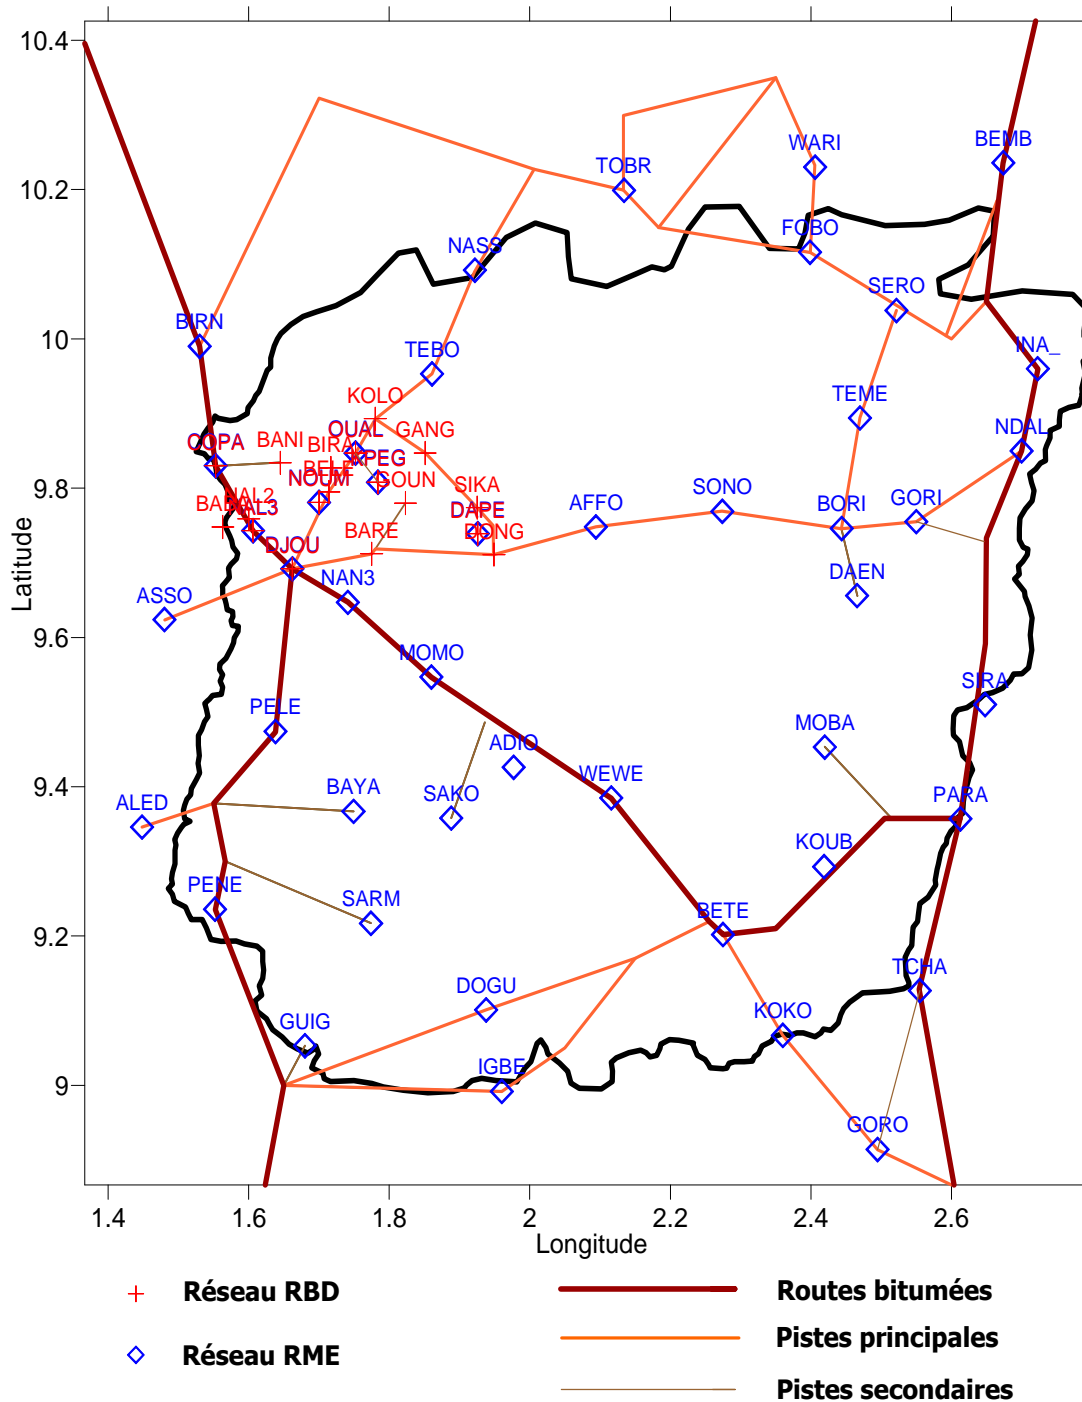 10.4
WARI
BEMB
TOBR
10.2
FOBO
NASS
SERO
BIRN
10
INA_
TEBO
TEME
KOLO
OUAL
GANG
NDAL
COPA
BANI
BIRA
KPEG
NOUM
SIKA
9.8
GORI
SONO
BORI
AFFO
DAPE
BARE
DJOU
DAEN
NAN3
ASSO
9.6
Latitude
MOMO
SIRA
PELE
MOBA
ADIO
WEWE
9.4
BAYA
SAKO
PARA
ALED
KOUB
PENE
SARM
BETE
9.2
TCHA
DOGU
KOKO
GUIG
IGBE
9
GORO
1.4 1.6 1.8 2 2.2 2.4 2.6
Longitude
Réseau RBD
Routes bitumées
Réseau RME
Pistes principales
Pistes secondaires